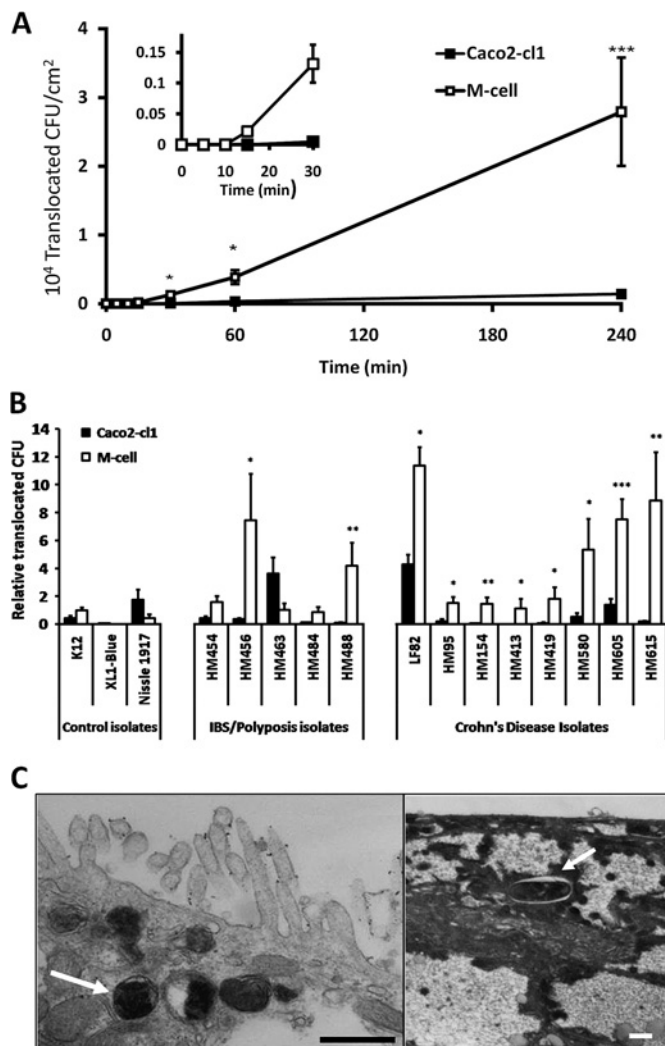 A
10⁴ Translocated CFU/cm²
4
3
2
1
0
0
60
120
180
240
Time (min)
0.15
0.1
0.05
0
0
10
20
30
Time (min)
Caco2-cl1
M-cell
*
*
***
B
Relative translocated CFU
14
12
10
8
6
4
2
0
Caco2-cl1
M-cell
*
**
*
*
**
*
*
*
***
**
K12
XL1-Blue
Nissle 1917
HM454
HM456
HM463
HM484
HM488
LF82
HM95
HM154
HM413
HM419
HM580
HM605
HM615
Control isolates
IBS/Polyposis isolates
Crohn's Disease Isolates
C